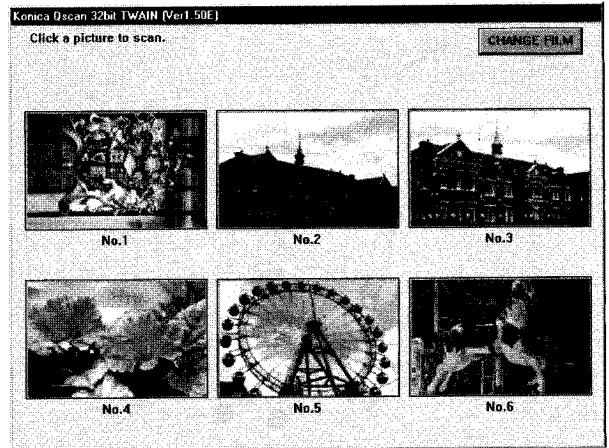 Konica Qscan 32bit TWAIN (Ver1.50E)
Click a picture to scan.
CHANGE FILM
No.1
No.2
No.3
No.4
No.5
No.6